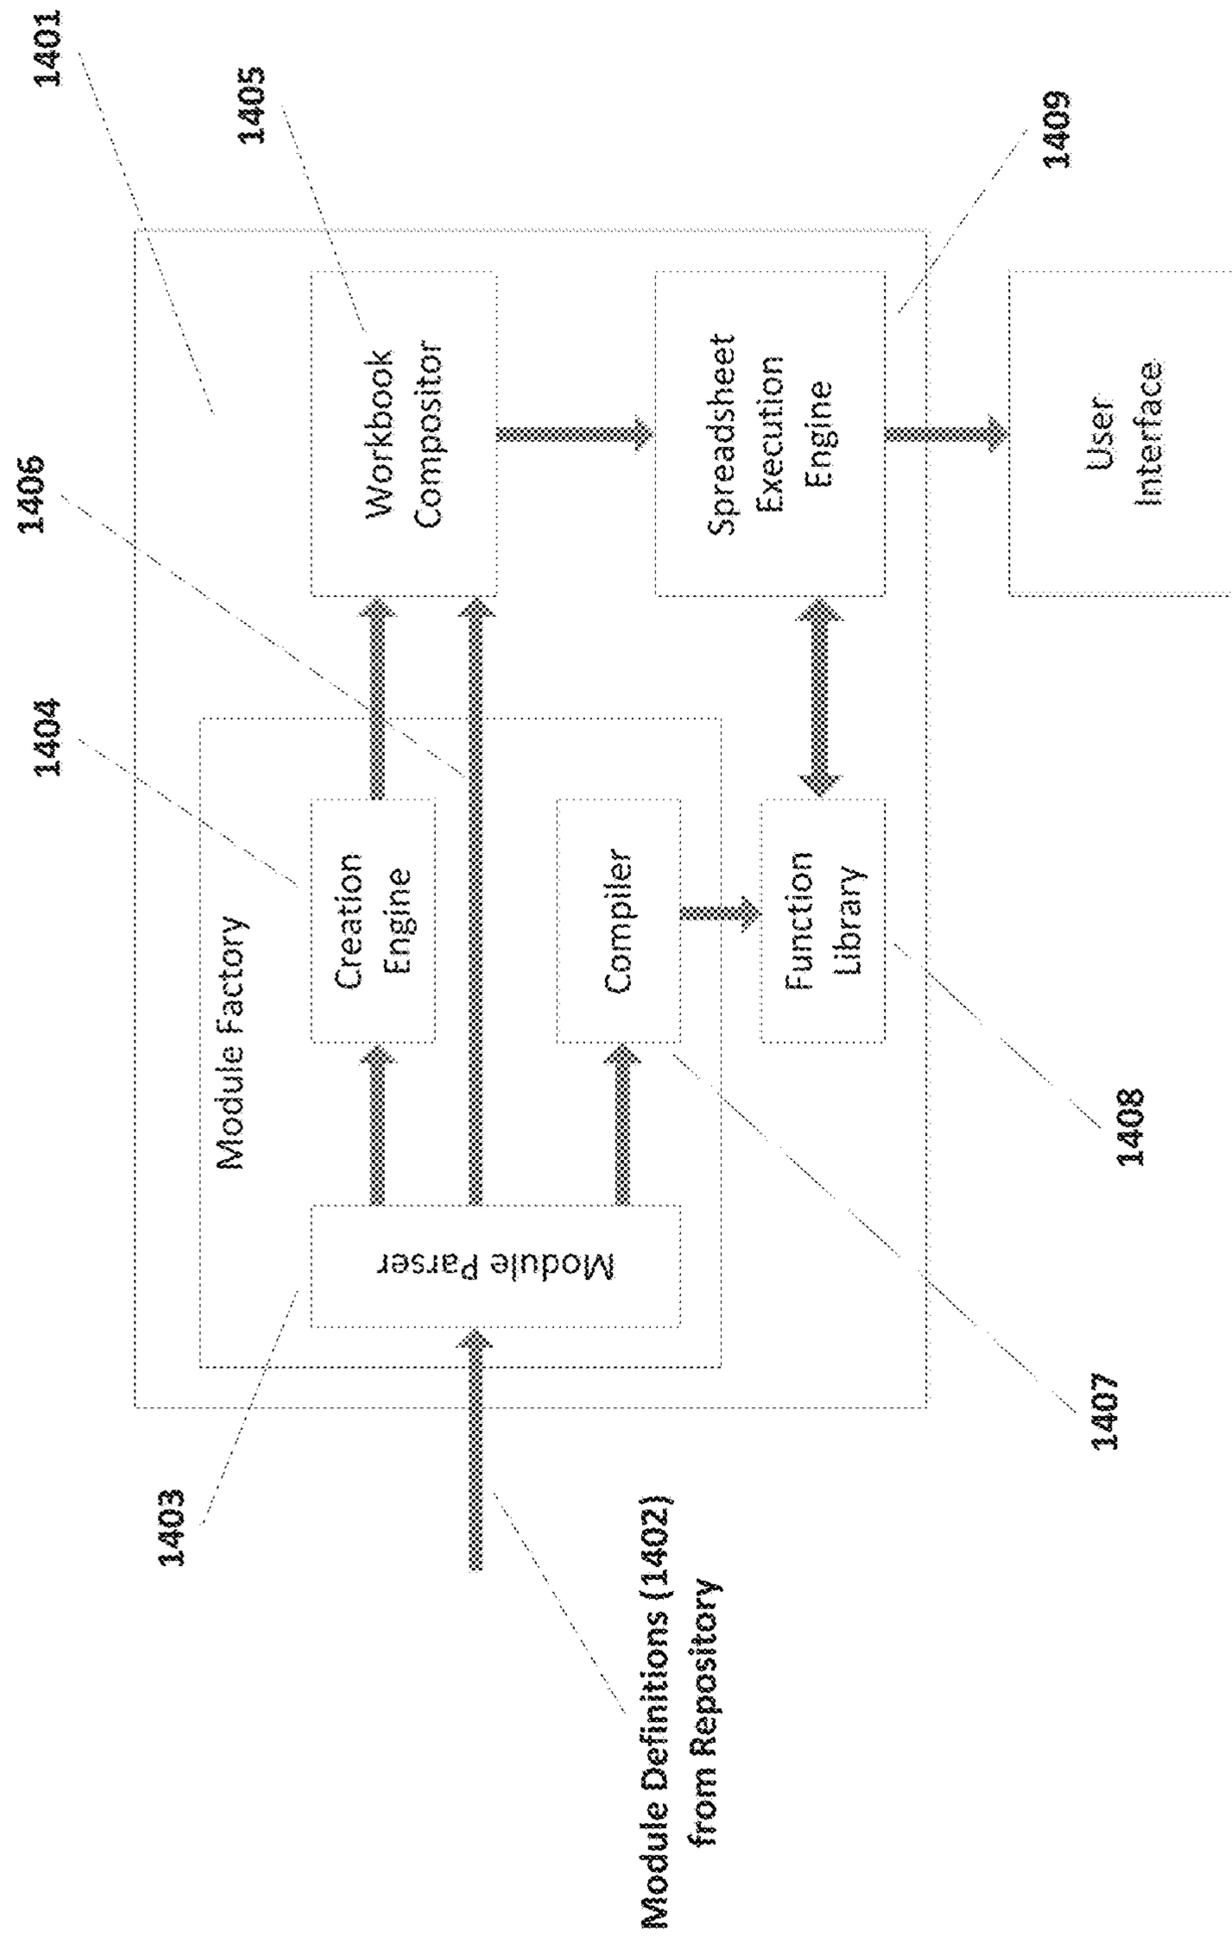 1401
1405
1406
1404
1409
Module Factory
Creation
Engine
Workbook
Compositor
Module Parser
Compiler
Function
Library
Spreadsheet
Execution
Engine
User
Interface
1403
1408
1407
Module Definitions (1402)
from Repository